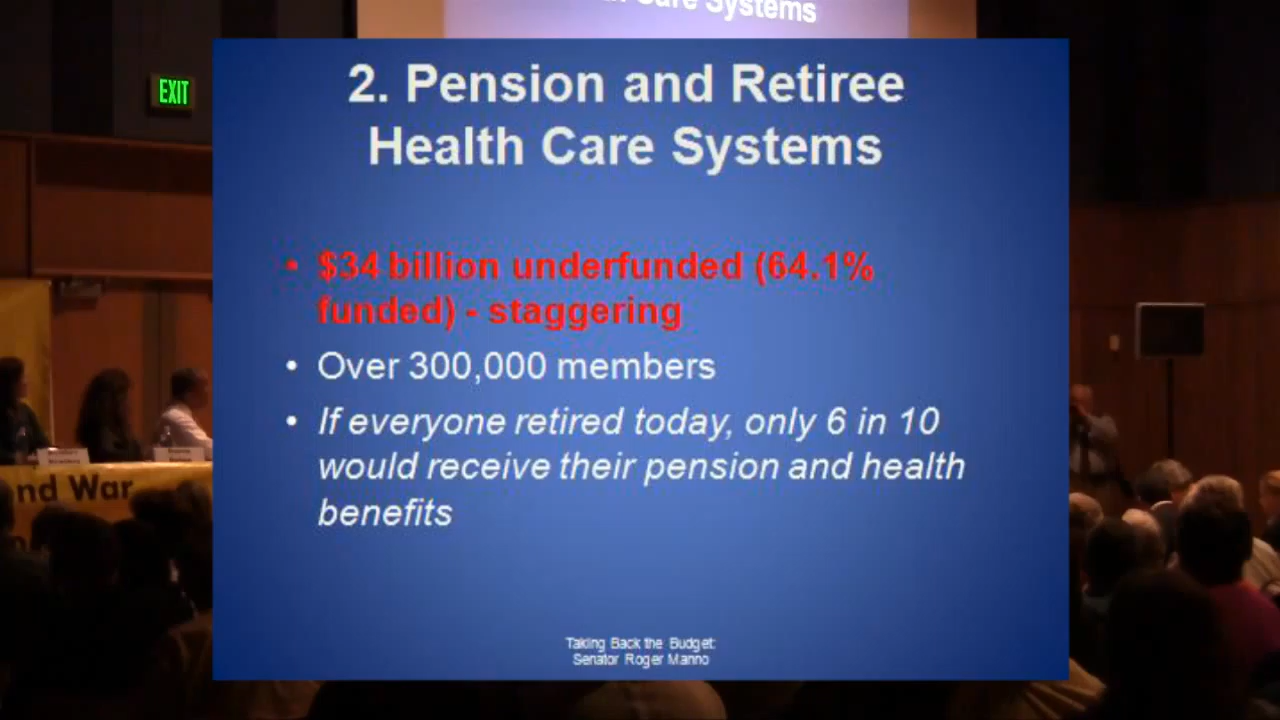 Care Systems
EXIT
2. Pension and Retiree
Health Care Systems
• $34 billion underfunded (64.1%
funded) - staggering
• Over 300,000 members
• If everyone retired today, only 6 in 10
would receive their pension and health
benefits
nd War
Taking Back the Budget:
Senator Roger Manno